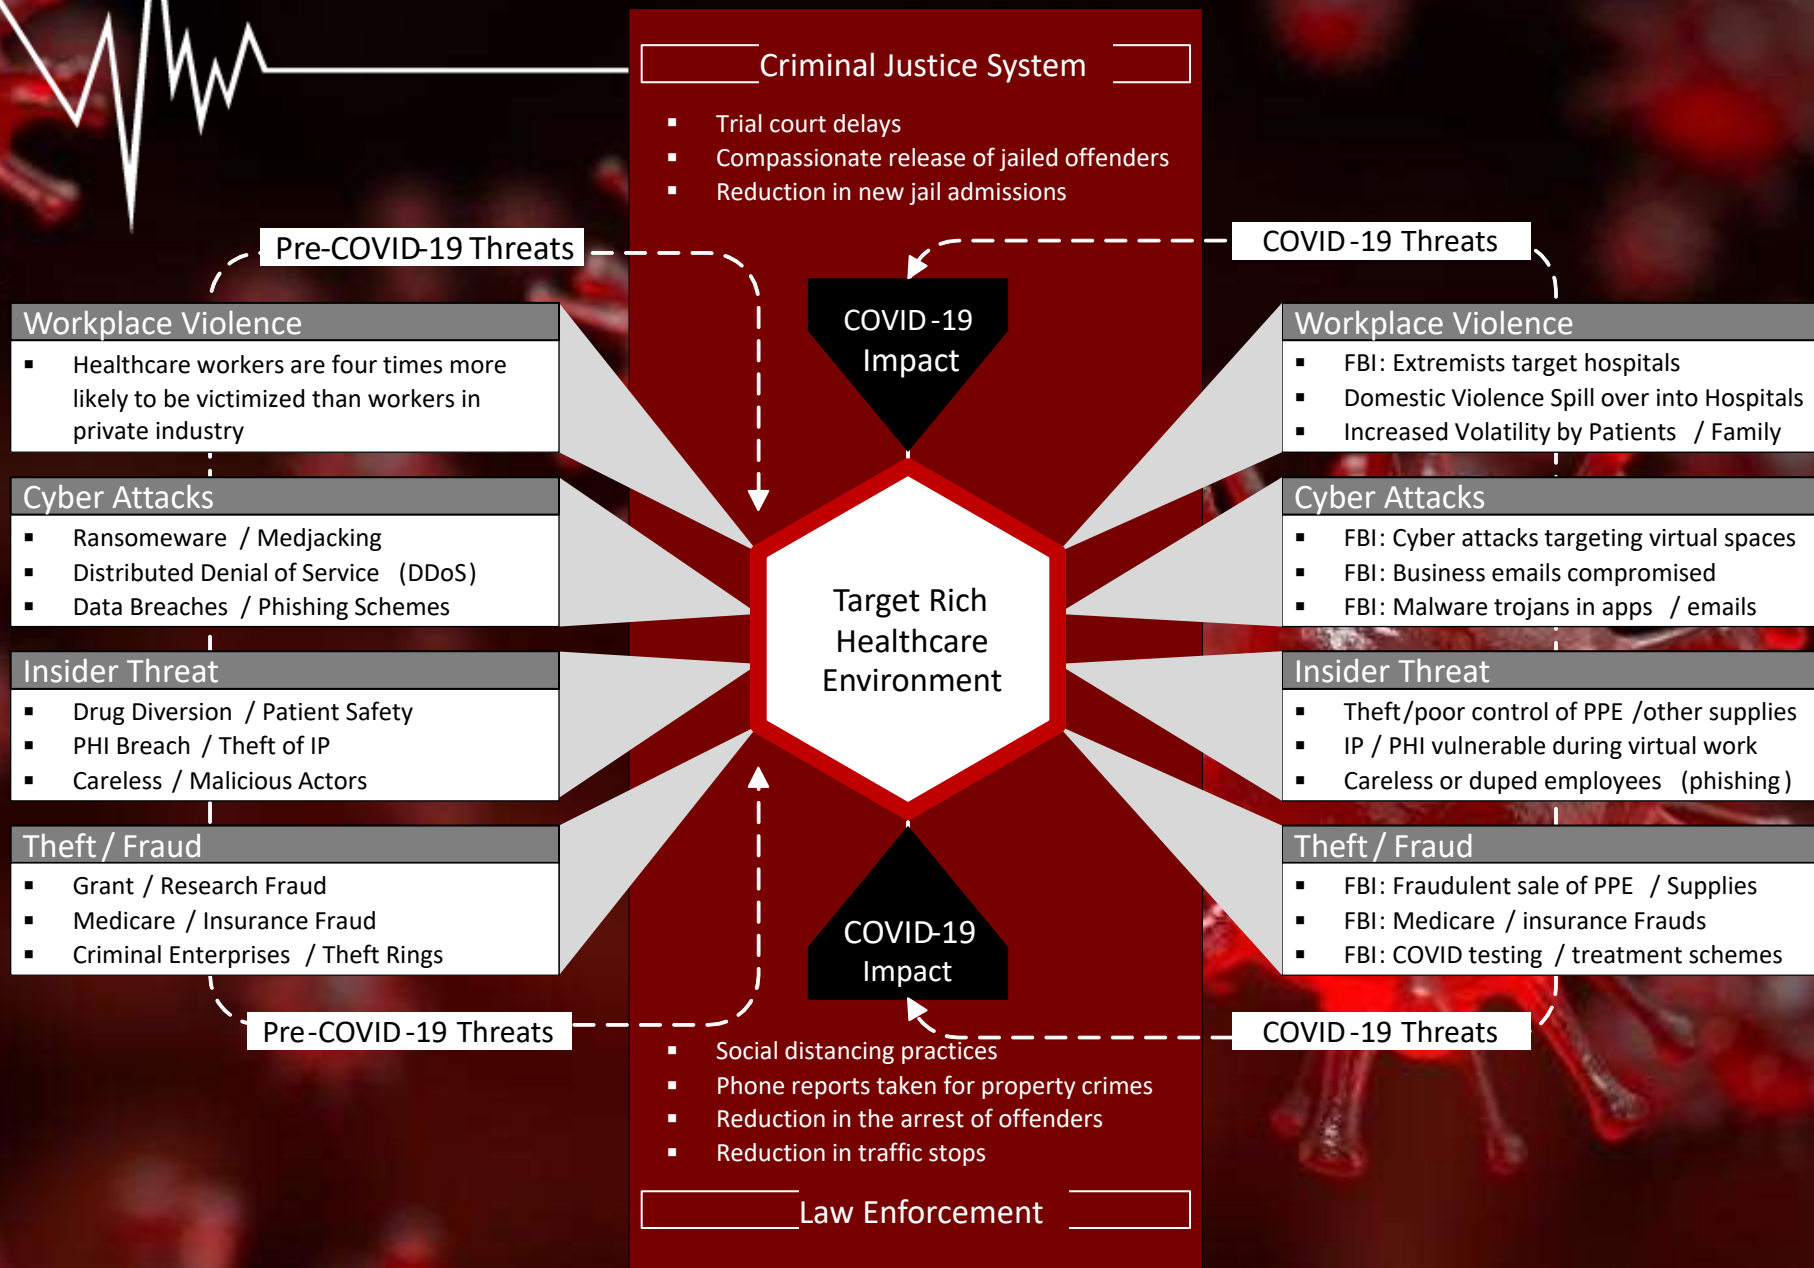 Criminal Justice System
▪ Trial court delays
▪ Compassionate release of jailed offenders
▪ Reduction in new jail admissions
Pre-COVID-19 Threats
Workplace Violence
▪ Healthcare workers are four times more
likely to be victimized than workers in
private industry
Cyber Attacks
▪ Ransomeware / Medjacking
▪ Distributed Denial of Service (DDoS)
▪ Data Breaches / Phishing Schemes
Insider Threat
▪ Drug Diversion / Patient Safety
▪ PHI Breach / Theft of IP
▪ Careless / Malicious Actors
Theft / Fraud
▪ Grant / Research Fraud
▪ Medicare / Insurance Fraud
▪ Criminal Enterprises / Theft Rings
Pre-COVID-19 Threats
COVID-19
Impact
Target Rich
Healthcare
Environment
COVID-19
Impact
COVID-19 Threats
Workplace Violence
▪ FBI: Extremists target hospitals
▪ Domestic Violence Spill over into Hospitals
▪ Increased Volatility by Patients / Family
Cyber Attacks
▪ FBI: Cyber attacks targeting virtual spaces
▪ FBI: Business emails compromised
▪ FBI: Malware trojans in apps / emails
Insider Threat
▪ Theft/poor control of PPE /other supplies
▪ IP / PHI vulnerable during virtual work
▪ Careless or duped employees (phishing)
Theft / Fraud
▪ FBI: Fraudulent sale of PPE / Supplies
▪ FBI: Medicare / insurance Frauds
▪ FBI: COVID testing / treatment schemes
COVID-19 Threats
▪ Social distancing practices
▪ Phone reports taken for property crimes
▪ Reduction in the arrest of offenders
▪ Reduction in traffic stops
Law Enforcement